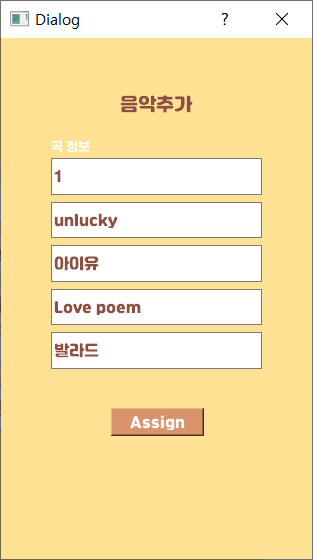 Dialog ?
음악추가
곡 정보
1
unlucky
아이유
Love poem
발라드
Assign